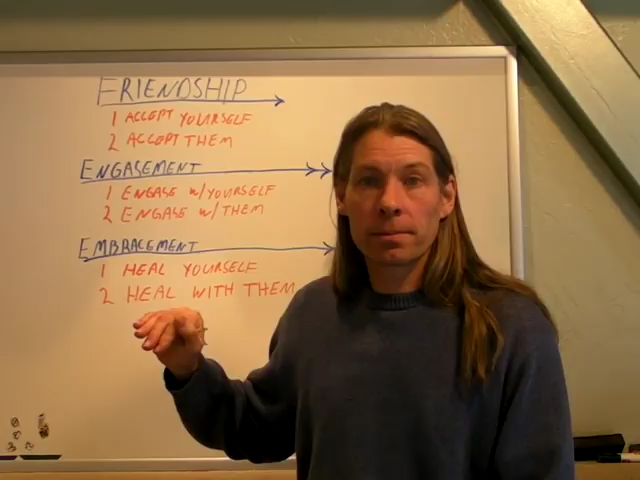 FRIENDSHIP
1 ACCEPT YOURSELF
2 ACCEPT THEM
ENGAGEMENT
1 ENGAGE W/YOURSELF
2 ENGAGE W/ THEM
EMBRACEMENT
1 HEAL YOURSELF
2 HEAL WITH THEM